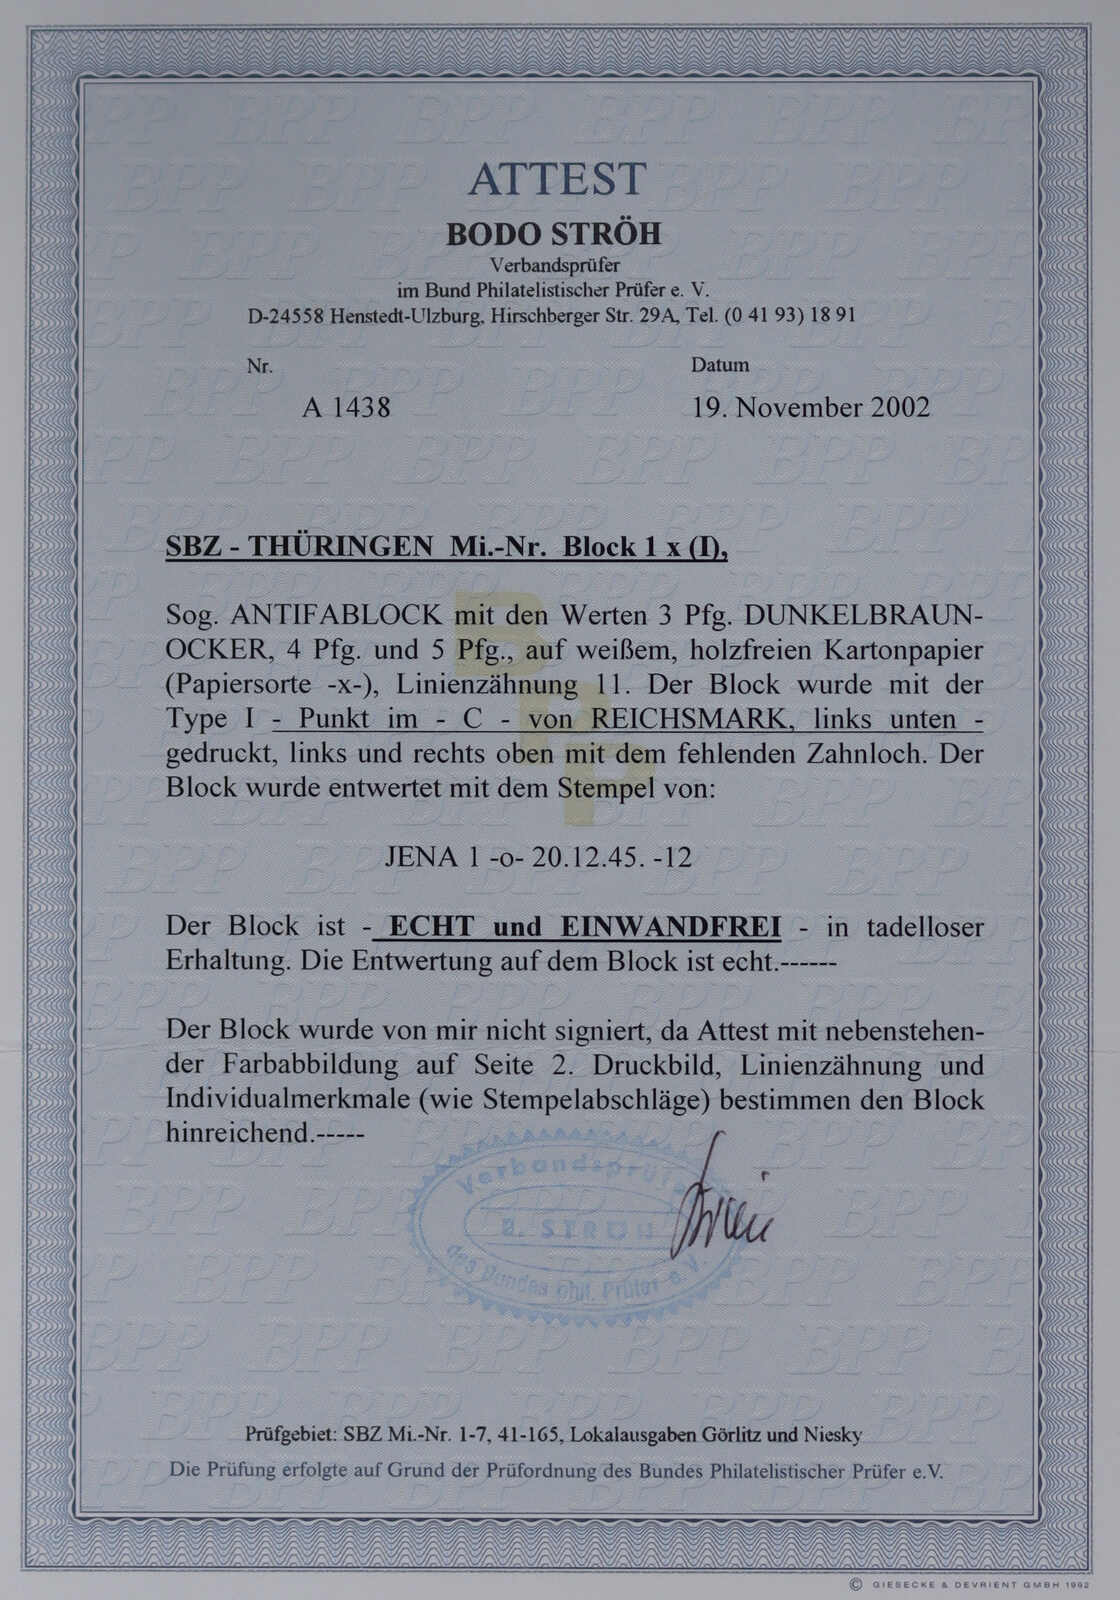 ATTEST
BODO STRÖH
Verbandsprüfer
im Bund Philatelistischer Prüfer e. V.
D-24558 Henstedt-Ulzburg, Hirschberger Str. 29A, Tel. (0 41 93) 18 91
Nr. Datum
A 1438 19. November 2002
SBZ - THÜRINGEN Mi.-Nr. Block 1 x (I),
Sog. ANTIFABLOCK mit den Werten 3 Pfg. DUNKELBRAUN-
OCKER, 4 Pfg. und 5 Pfg., auf weißem, holzfreien Kartonpapier
(Papiersorte -x-), Linienzähnung 11. Der Block wurde mit der
Type I - Punkt im - C - von REICHSMARK, links unten -
gedruckt, links und rechts oben mit dem fehlenden Zahnloch. Der
Block wurde entwertet mit dem Stempel von:
JENA 1 -o- 20.12.45. -12
Der Block ist - ECHT und EINWANDFREI - in tadelloser
Erhaltung. Die Entwertung auf dem Block ist echt.------
Der Block wurde von mir nicht signiert, da Attest mit nebenstehen-
der Farbabbildung auf Seite 2. Druckbild, Linienzähnung und
Individualmerkmale (wie Stempelabschläge) bestimmen den Block
hinreichend.-----
Verbandsprüfer
B. STRÖH
des Bundes phil. Prüfer e.V.
Prüfgebiet: SBZ Mi.-Nr. 1-7, 41-165, Lokalausgaben Görlitz und Niesky
Die Prüfung erfolgte auf Grund der Prüfordnung des Bundes Philatelistischer Prüfer e.V.
© GIESECKE & DEVRIENT GMBH 1992